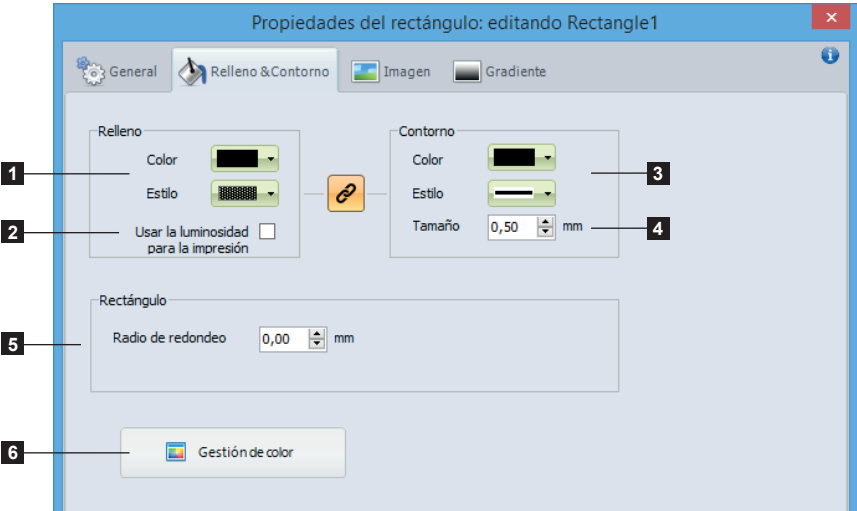 Propiedades del rectángulo: editando Rectangle1
General
Relleno &Contorno
Imagen
Gradiente
Relleno
Contorno
1
Color
Color
3
Estilo
Estilo
2
Usar la luminosidad
para la impresión
Tamaño
0,50
mm
4
Rectángulo
5
Radio de redondeo
0,00
mm
6
Gestión de color